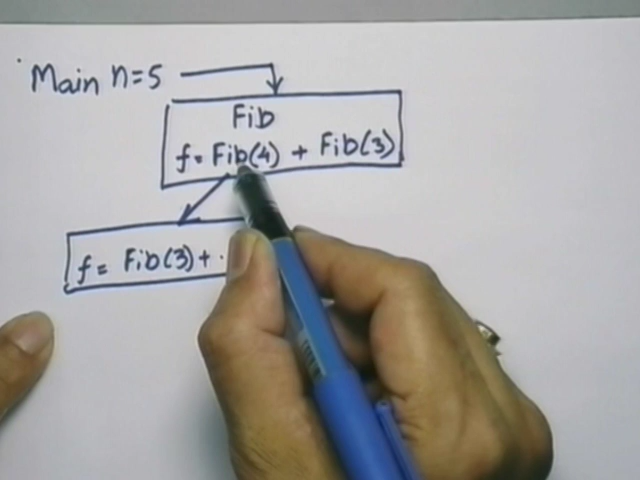 Main n=5
Fib
f= Fib(4) + Fib(3)
f= Fib(3)+